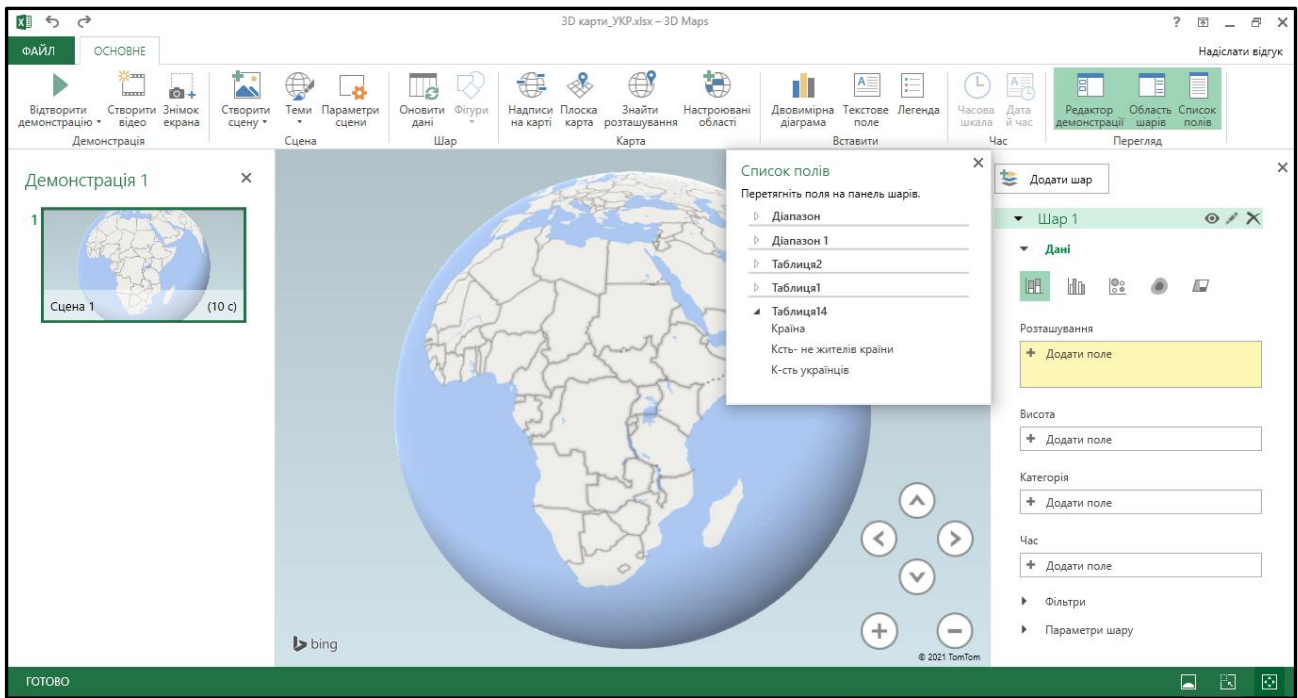 3D карти_УКР.xlsx – 3D Maps
?
ФАЙЛ
ОСНОВНЕ
Надіслати відгук
Відтворити демонстрацію
Створити відео
Знімок екрана
Створити сцену
Теми
Параметри сцени
Оновити дані
Фігури
Надписи на карті
Плоска карта
Знайти розташування
Настроювані області
Двовимірна діаграма
Текстове поле
Легенда
Часова шкала
Дата й час
Редактор демонстрації
Область шарів
Список полів
Демонстрація
Сцена
Шар
Карта
Вставити
Час
Перегляд
Демонстрація 1
1
Сцена 1
(10 с)
Список полів
Перетягніть поля на панель шарів.
Діапазон
Діапазон 1
Таблиця2
Таблиця1
Таблиця14
Країна
Ксть- не жителів країни
К-сть українців
bing
© 2021 TomTom
Додати шар
Шар 1
Дані
Розташування
Додати поле
Висота
Додати поле
Категорія
Додати поле
Час
Додати поле
Фільтри
Параметри шару
ГОТОВО